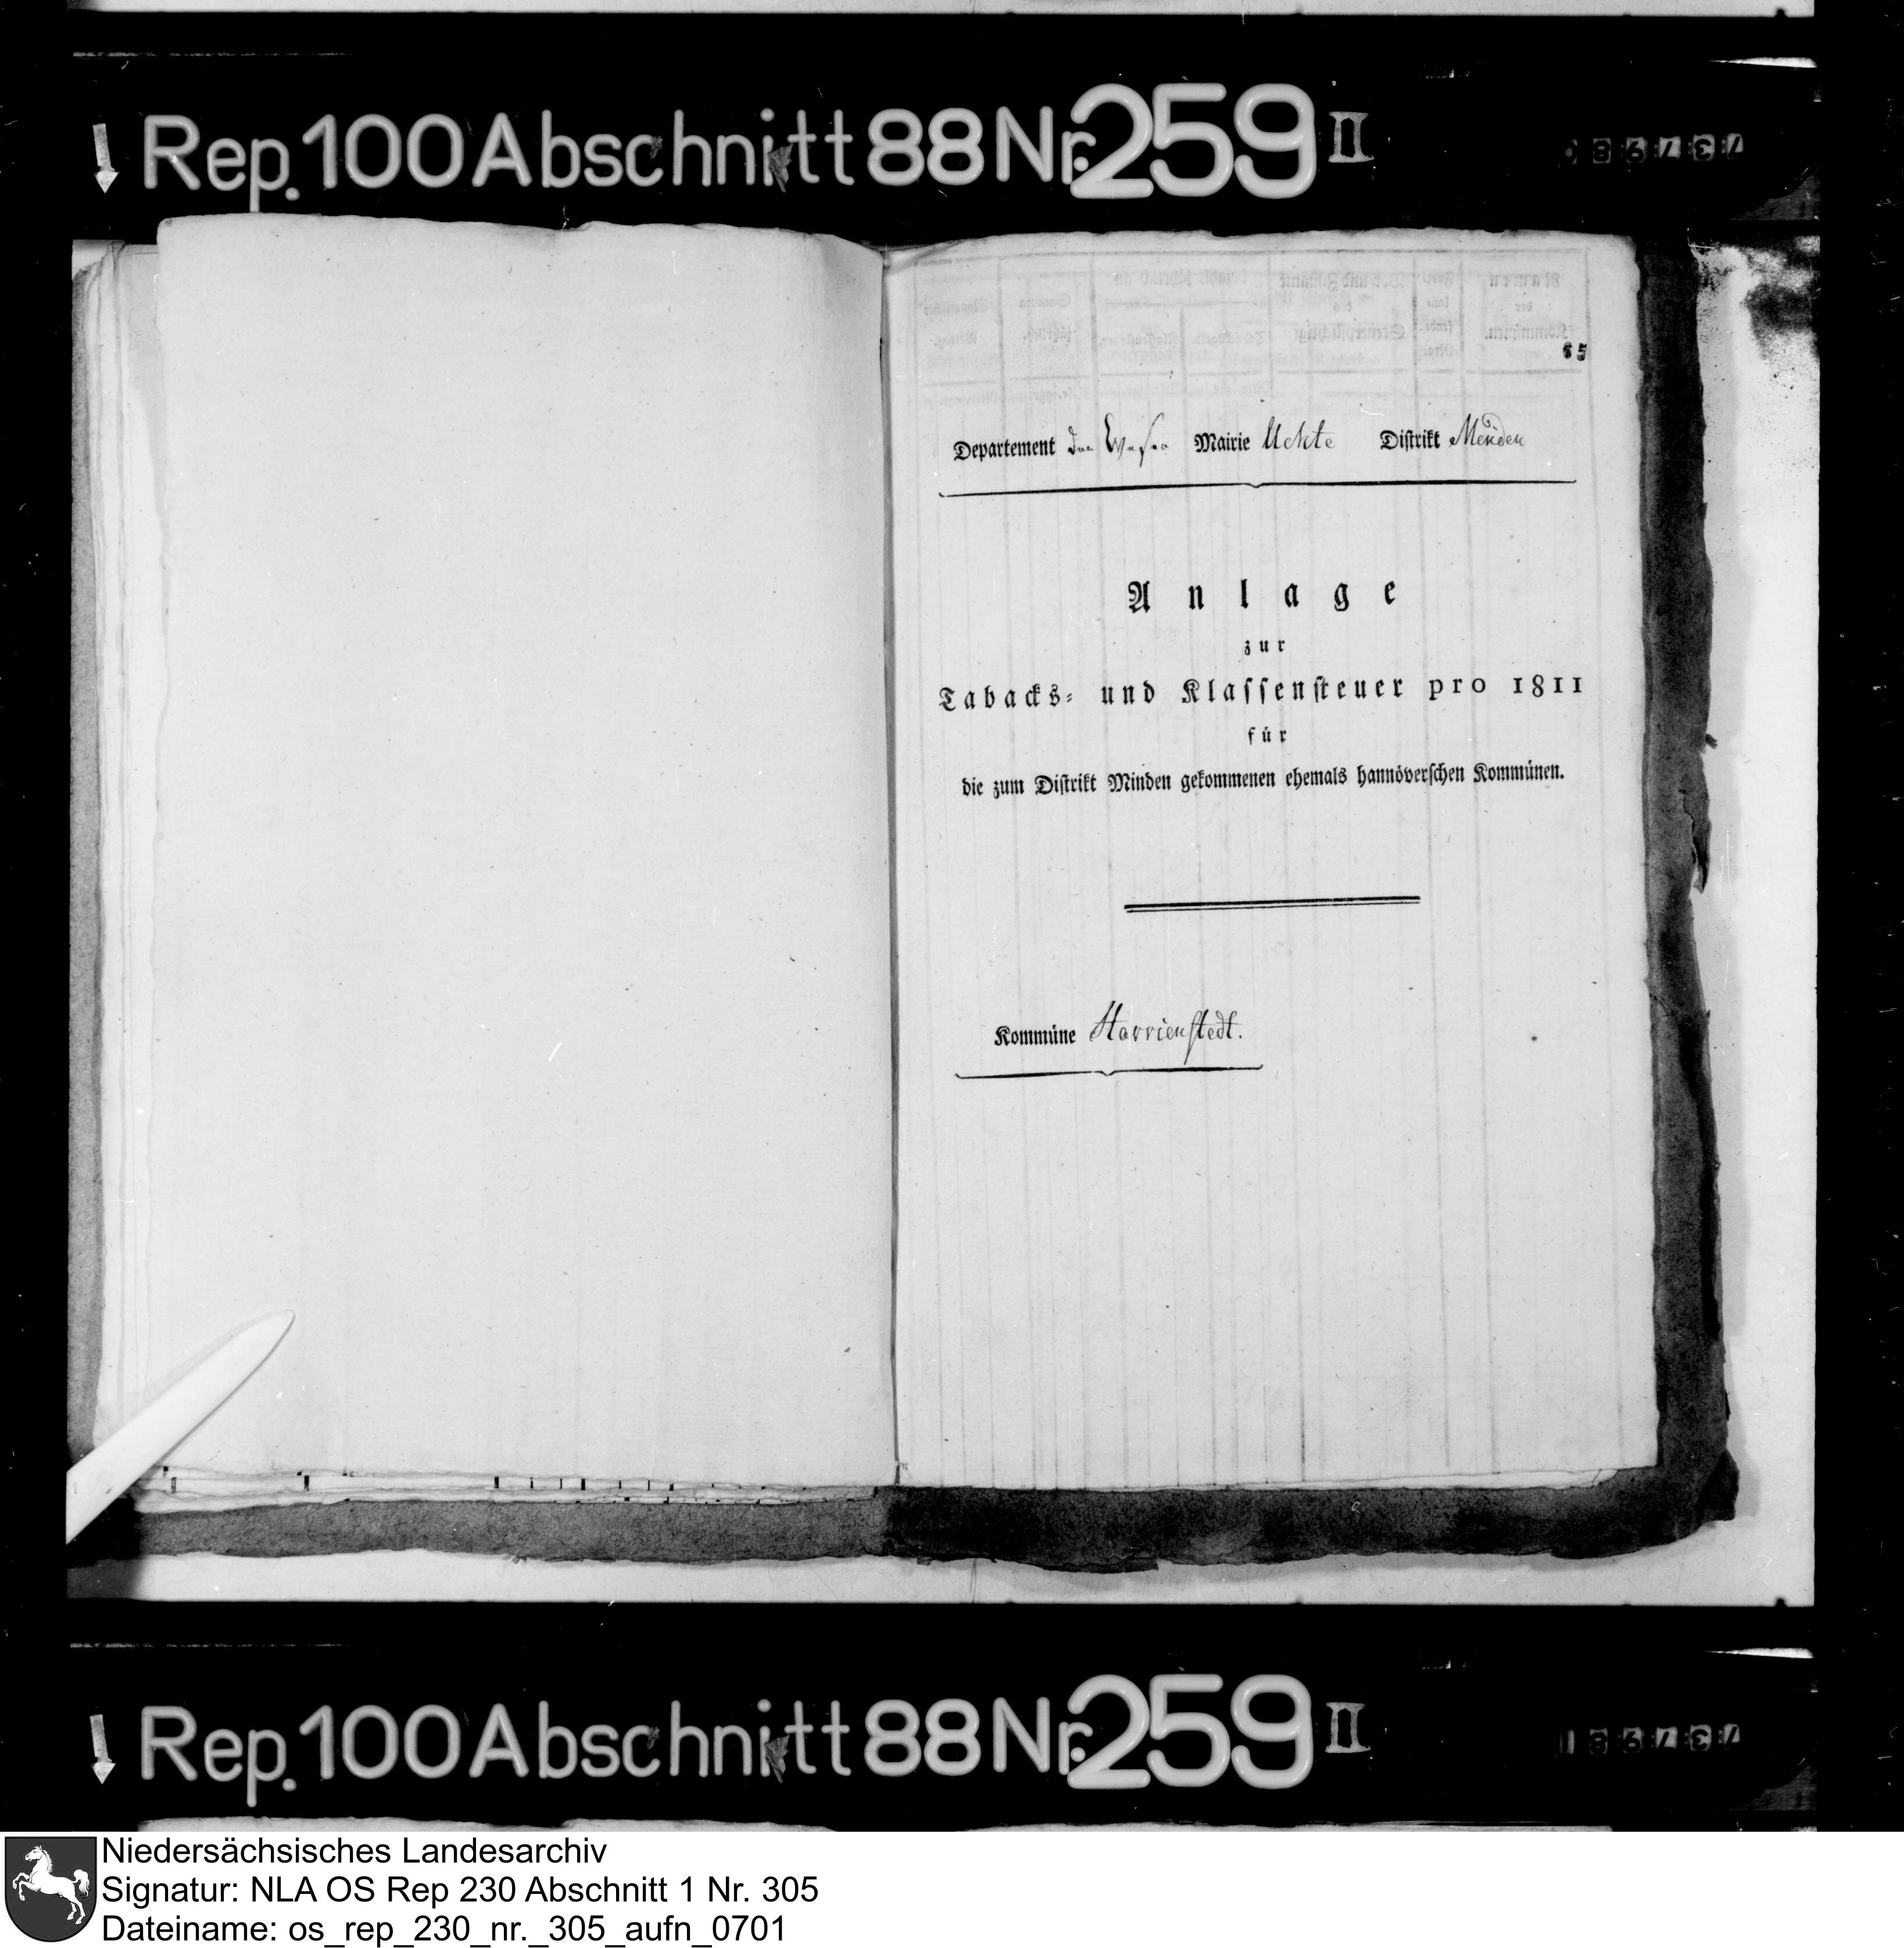 Rep. 100 Abschnitt 88 Nr. 259 II
85
Departement der Weser Mairie Uchte Distrikt Minden
Anlage
zur
Tabacks- und Klassensteuer pro 1811
für
die zum Distrikt Minden gekommenen ehemals hannöverschen Kommünen.
Kommüne Harrienstedt.
Rep. 100 Abschnitt 88 Nr. 259 II
Niedersächsisches Landesarchiv
Signatur: NLA OS Rep 230 Abschnitt 1 Nr. 305
Dateiname: os_rep_230_nr._305_aufn_0701